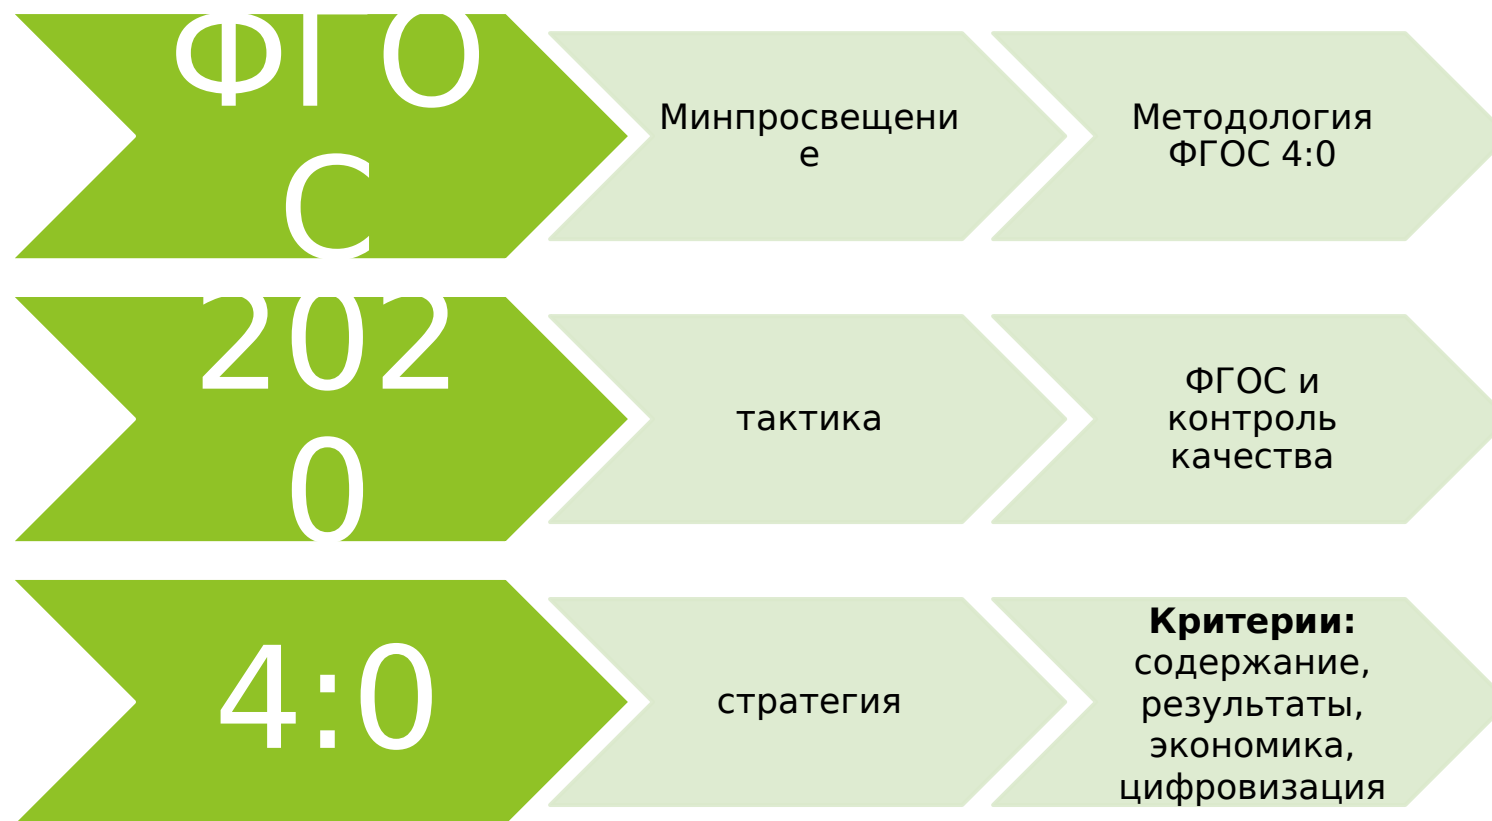 ФГО
С
Минпросвещени
е
Методология
ФГОС 4:0
202
0
тактика
ФГОС и
контроль
качества
4:0
стратегия
Критерии:
содержание,
результаты,
экономика,
цифровизация